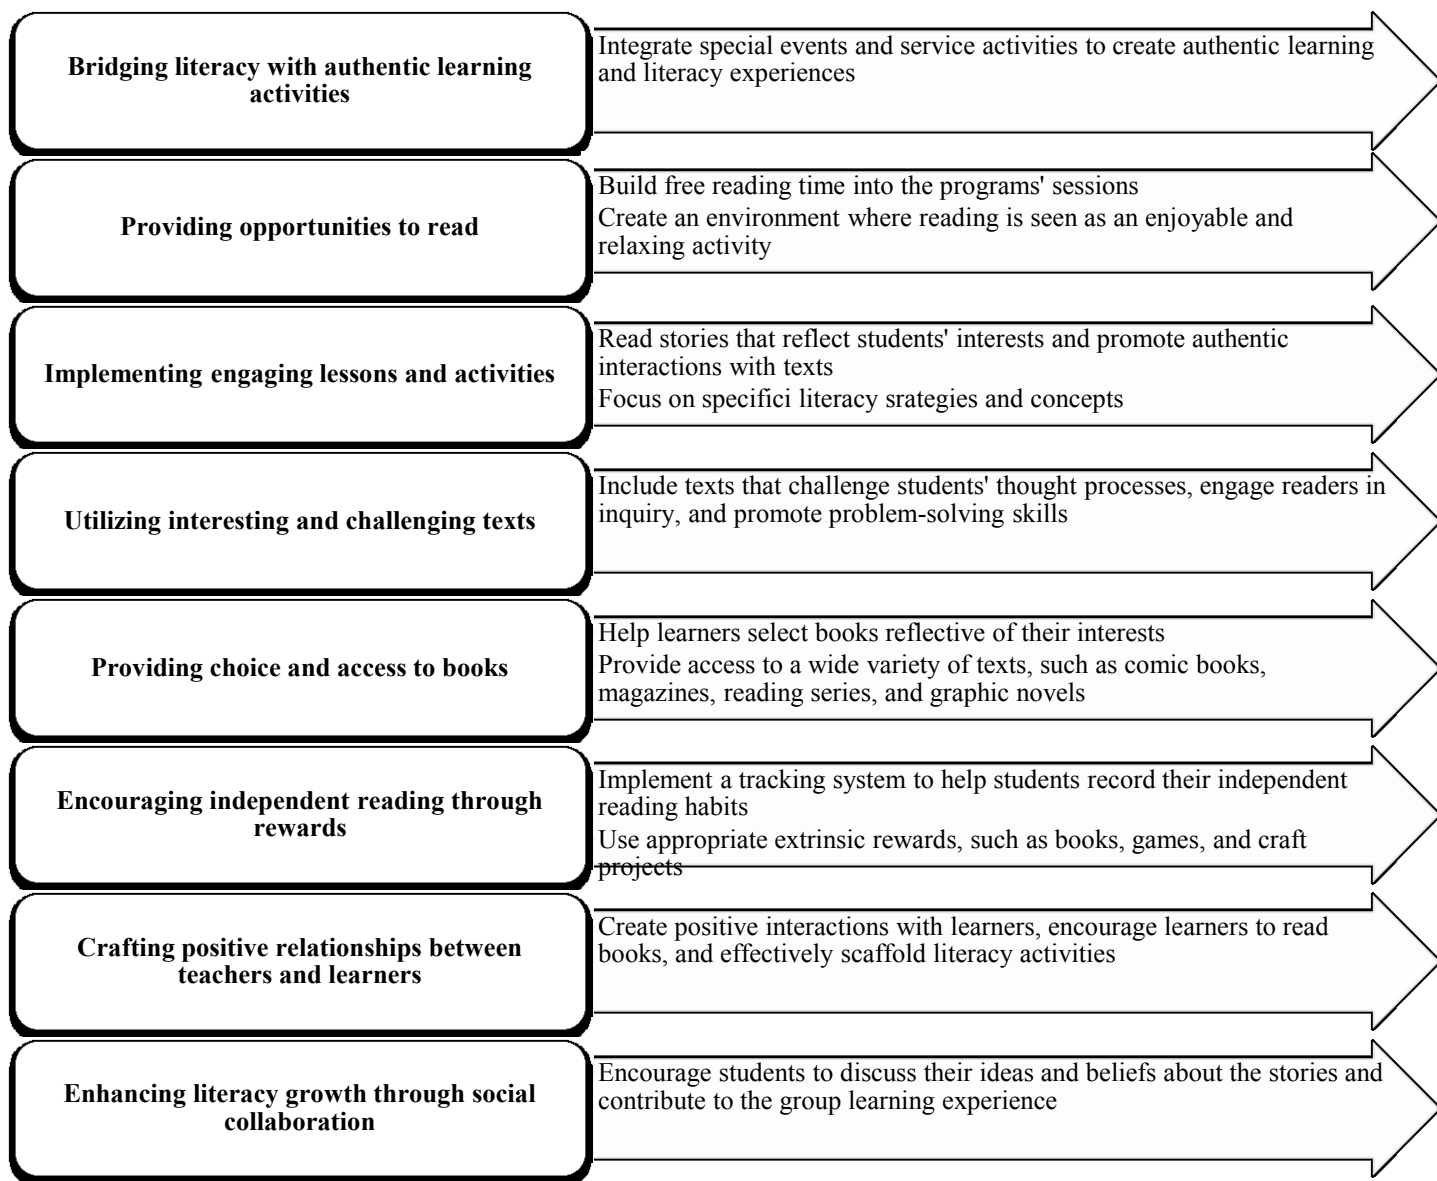 Bridging literacy with authentic learning
activities
Integrate special events and service activities to create authentic learning
and literacy experiences
Providing opportunities to read
Build free reading time into the programs' sessions
Create an environment where reading is seen as an enjoyable and
relaxing activity
Implementing engaging lessons and activities
Read stories that reflect students' interests and promote authentic
interactions with texts
Focus on specifici literacy srategies and concepts
Utilizing interesting and challenging texts
Include texts that challenge students' thought processes, engage readers in
inquiry, and promote problem-solving skills
Providing choice and access to books
Help learners select books reflective of their interests
Provide access to a wide variety of texts, such as comic books,
magazines, reading series, and graphic novels
Encouraging independent reading through
rewards
Implement a tracking system to help students record their independent
reading habits
Use appropriate extrinsic rewards, such as books, games, and craft
projects
Crafting positive relationships between
teachers and learners
Create positive interactions with learners, encourage learners to read
books, and effectively scaffold literacy activities
Enhancing literacy growth through social
collaboration
Encourage students to discuss their ideas and beliefs about the stories and
contribute to the group learning experience